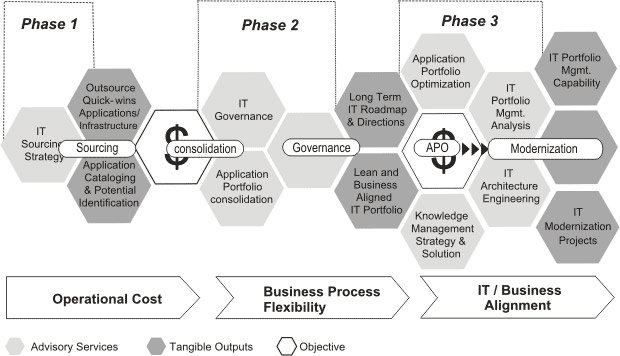 Phase 1
Phase 2
Phase 3
Outsource
Quick-wins
Applications/
Infrastructure
IT
Sourcing
Strategy
Sourcing
Application
Cataloging
& Potential
Identification
$
consolidation
IT
Governance
Application
Portfolio
consolidation
Governance
Long Term
IT Roadmap
& Directions
Lean and
Business
Aligned
IT Portfolio
Application
Portfolio
Optimization
$
APO
Knowledge
Management
Strategy &
Solution
IT
Portfolio
Mgmt.
Analysis
IT
Architecture
Engineering
IT Portfolio
Mgmt.
Capability
Modernization
IT
Modernization
Projects
Operational Cost
Business Process
Flexibility
IT / Business
Alignment
Advisory Services
Tangible Outputs
Objective